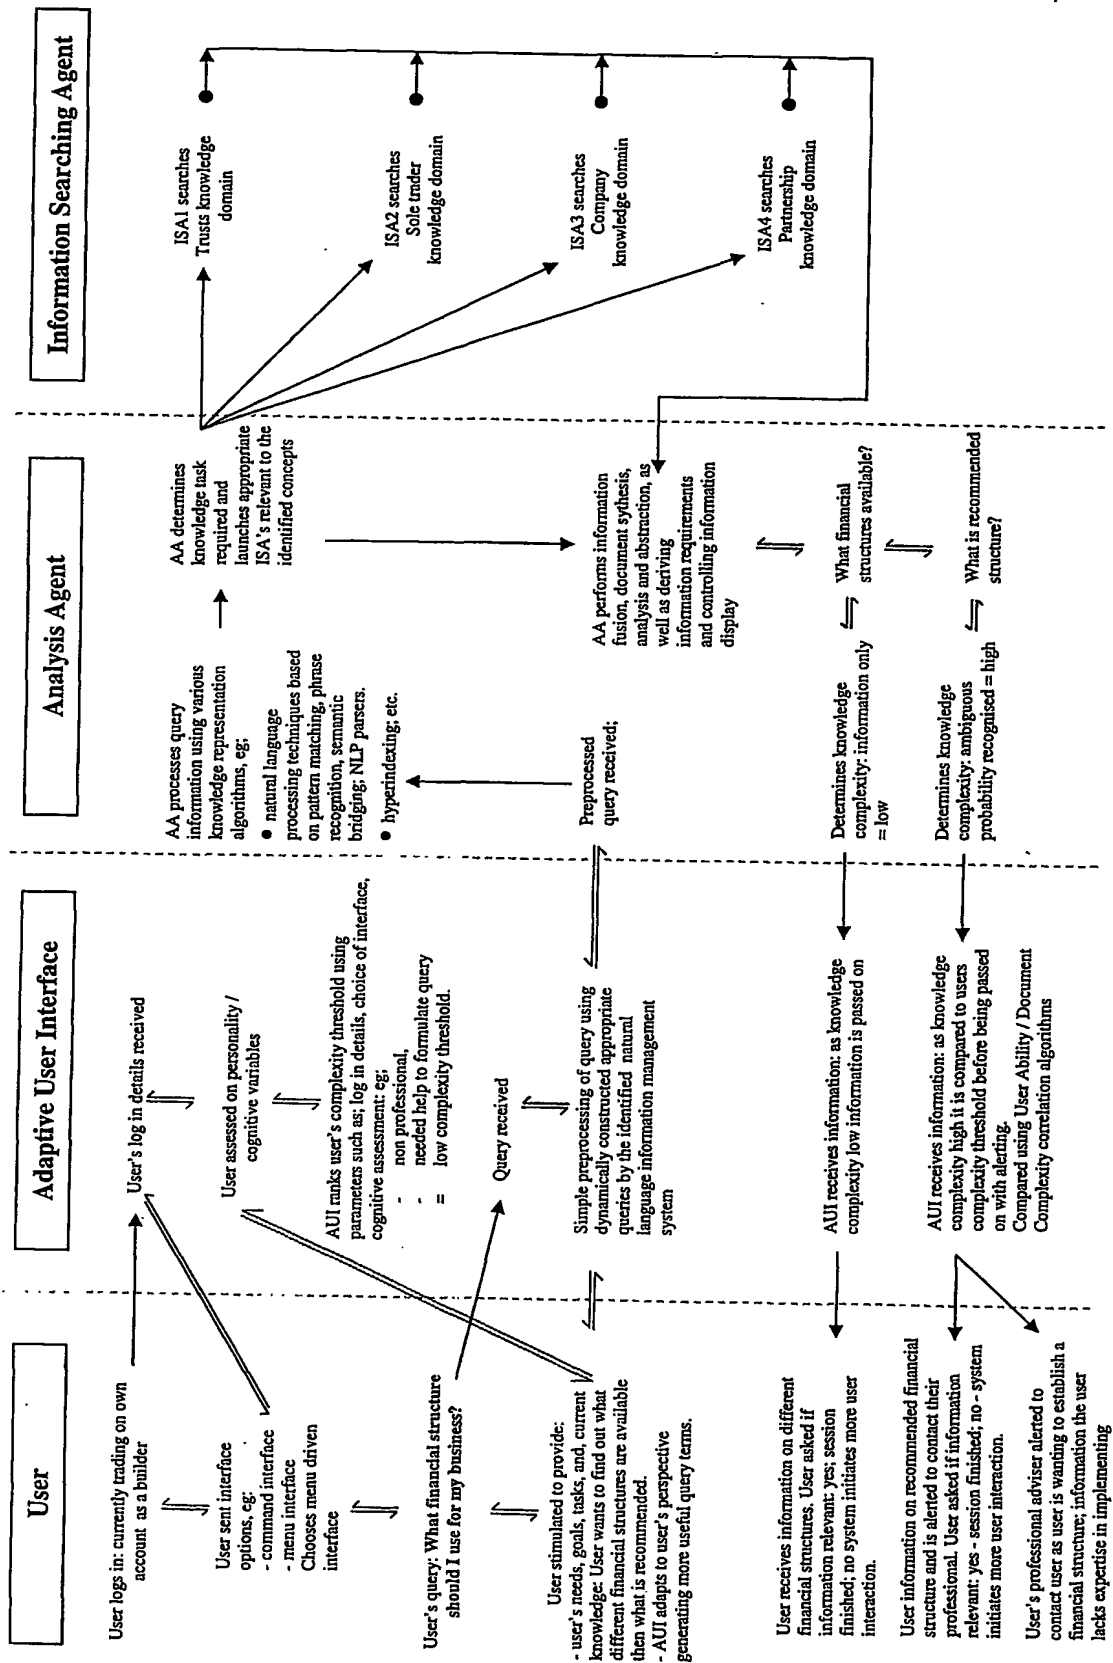 User
User logs in: currently trading on own
account as a builder
User sent interface
options, eg:
- command interface
- menu interface
Chooses menu driven
interface
User's query: What financial structure
should I use for my business?
User stimulated to provide:
- user's needs, goals, tasks, and, current
knowledge: User wants to find out what
different financial structures are available
then what is recommended.
- AUI adapts to user's perspective
generating more useful query terms.
User receives information on different
financial structures. User asked if
information relevant: yes; session
finished; no system initiates more user
interaction.
User information on recommended financial
structure and is alerted to contact their
professional. User asked if information
relevant: yes - session finished; no - system
initiates more user interaction.
User's professional adviser alerted to
contact user as user is wanting to establish a
financial structure; information the user
lacks expertise in implementing
Adaptive User Interface
User's log in details received
User assessed on personality /
cognitive variables
AUI ranks user's complexity threshold using
parameters such as; log in details, choice of interface,
cognitive assessment: eg;
- non professional,
- needed help to formulate query
= low complexity threshold.
Query received
Simple preprocessing of query using
dynamically constructed appropriate
queries by the identified natural
language information management
system
AUI receives information: as knowledge
complexity low information is passed on
AUI receives information: as knowledge
complexity high it is compared to users
complexity threshold before being passed
on with alerting.
Compared using User Ability / Document
Complexity correlation algorithms
Analysis Agent
AA processes query
information using various
knowledge representation
algorithms, eg;
● natural language
processing techniques based
on pattern matching, phrase
recognition, semantic
bridging; NLP parsers.
● hyperindexing; etc.
AA determines
knowledge task
required and
launches appropriate
ISA's relevant to the
identified concepts
Preprocessed
query received;
AA performs information
fusion, document sythesis,
analysis and abstraction, as
well as deriving
information requirements
and controlling information
display
Determines knowledge
complexity: information only
= low
What financial
structures available?
Determines knowledge
complexity: ambiguous
probability recognised = high
What is recommended
structure?
Information Searching Agent
ISA1 searches
Trusts knowledge
domain
ISA2 searches
Sole trader
knowledge domain
ISA3 searches
Company
knowledge domain
ISA4 searches
Partnership
knowledge domain